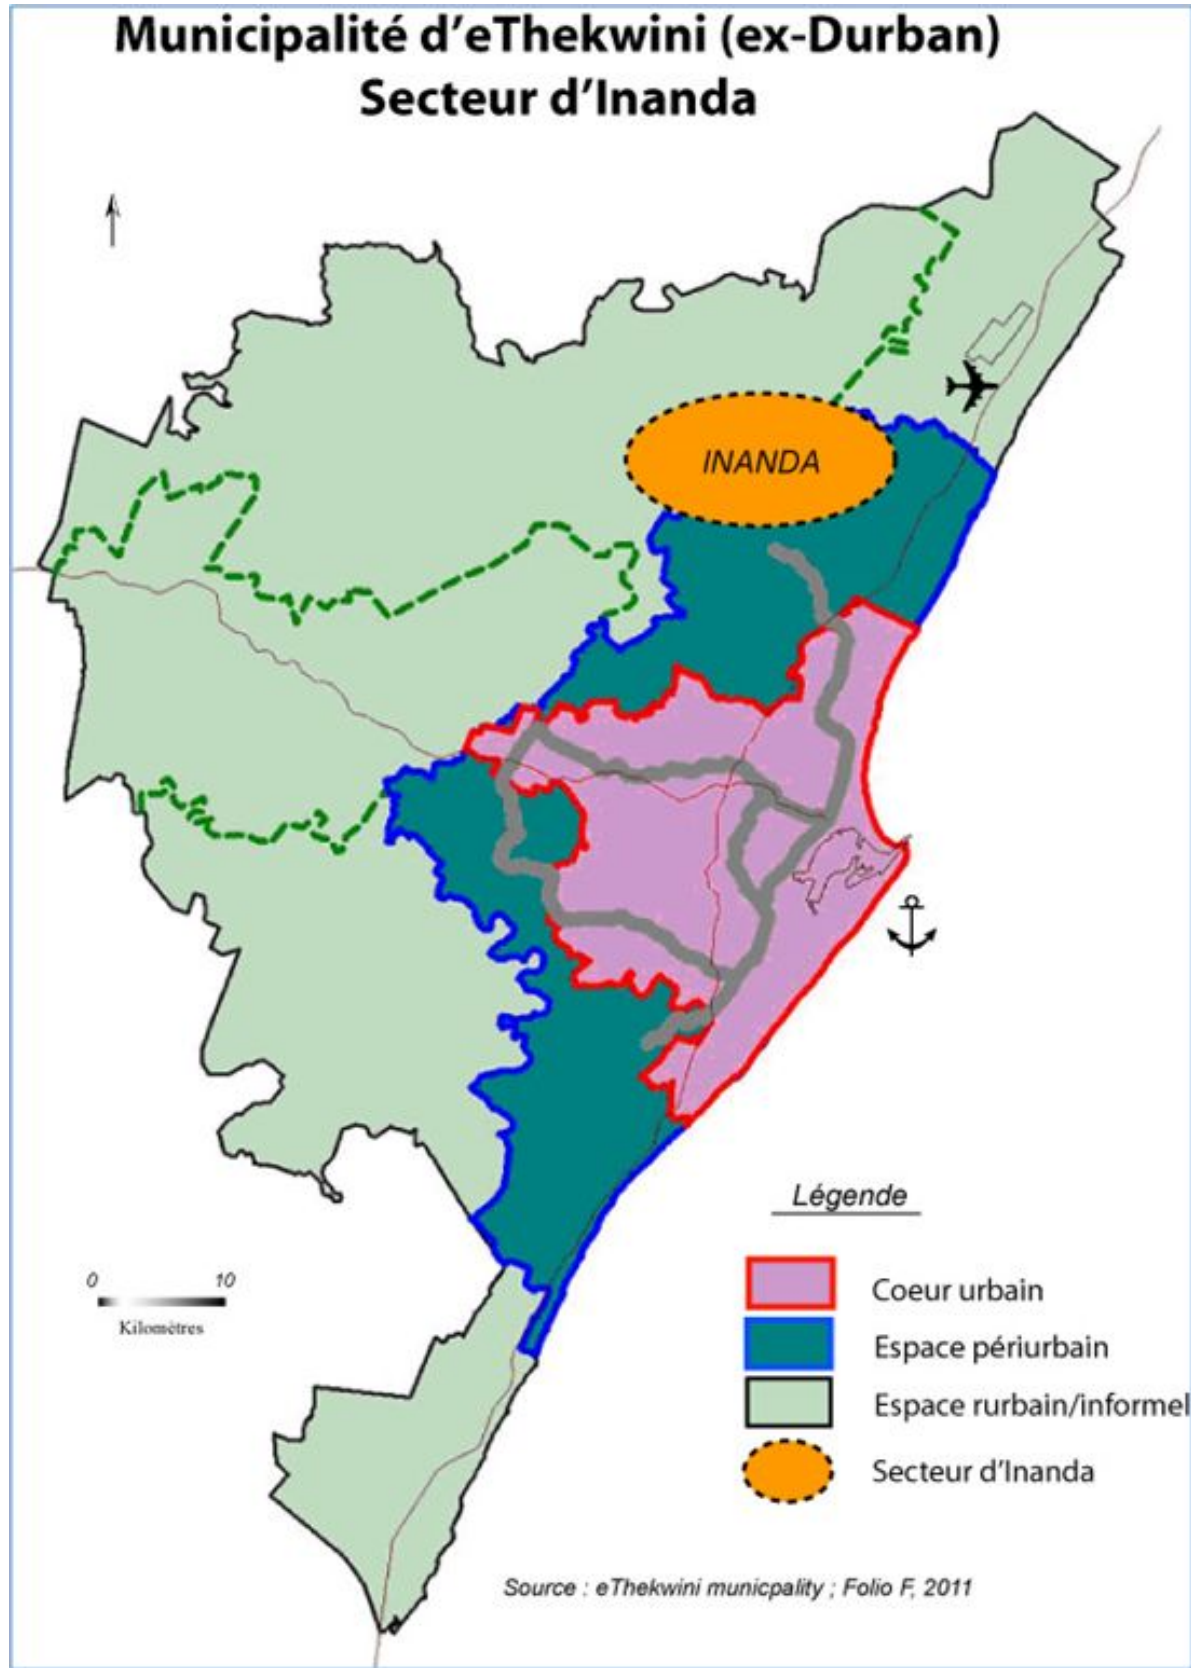 Municipalité d'eThekwini (ex-Durban)
Secteur d'Inanda
INANDA
Légende
Coeur urbain
Espace périurbain
Espace rurbain/informel
Secteur d'Inanda
0 10
Kilomètres
Source : eThekwini municpality ; Folio F, 2011